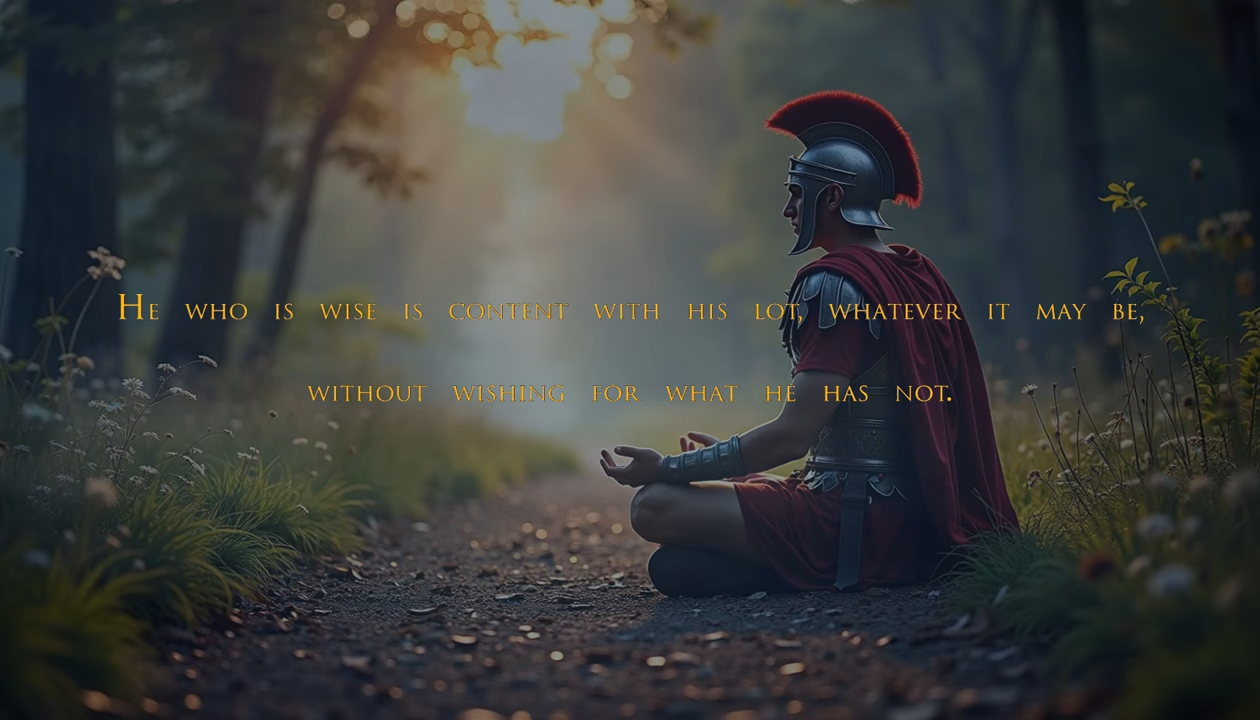 He who is wise is content with his lot, whatever it may be,
without wishing for what he has not.